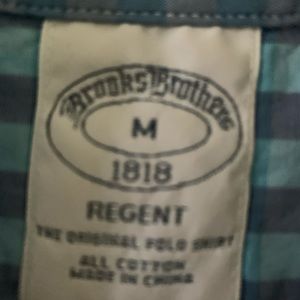 Brooks Brothers
M
1818
REGENT
THE ORIGINAL POLO SHIRT
ALL COTTON
MADE IN CHINA